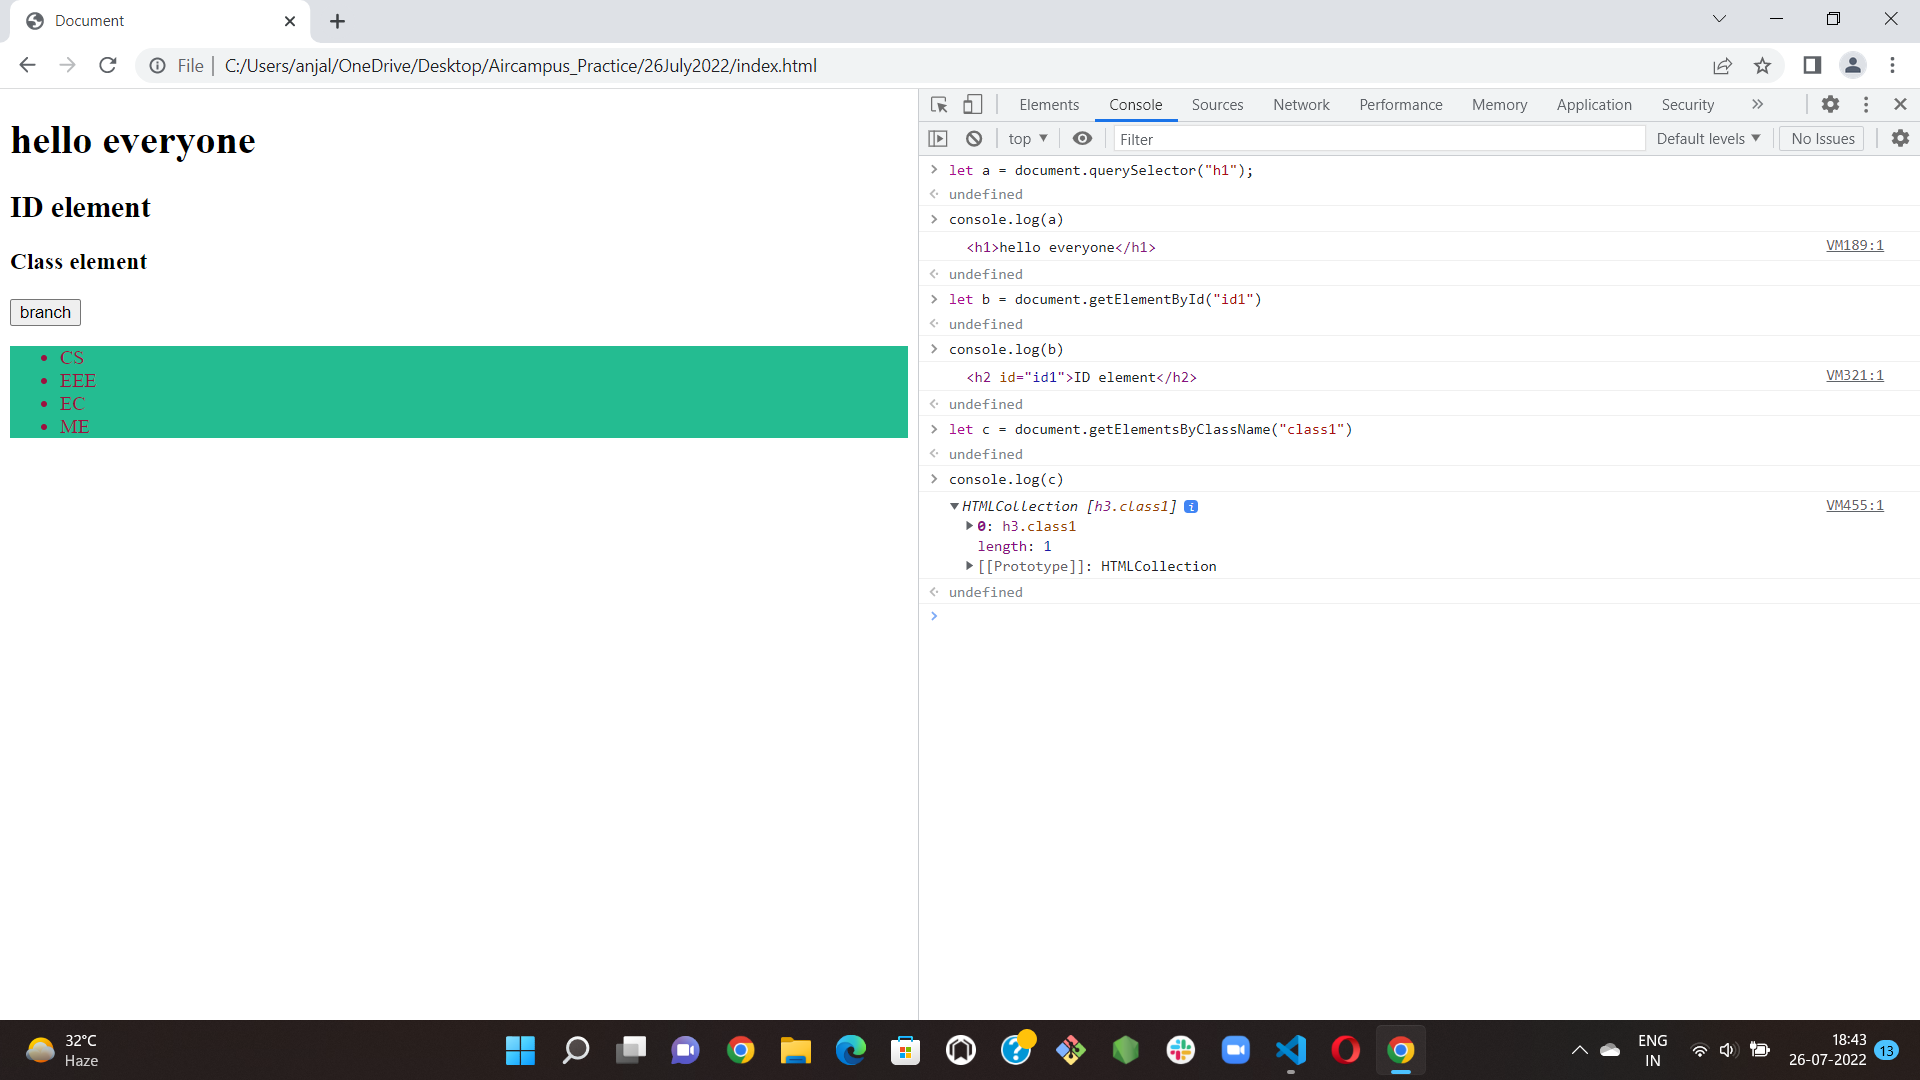 Document
File
C:/Users/anjal/OneDrive/Desktop/Aircampus_Practice/26July2022/index.html
hello everyone
ID element
Class element
branch
CS
EEE
EC
ME
Elements Console Sources Network Performance Memory Application Security
top Filter Default levels No Issues
let a = document.querySelector("h1");
undefined
console.log(a)
<h1>hello everyone</h1> VM189:1
undefined
let b = document.getElementById("id1")
undefined
console.log(b)
<h2 id="id1">ID element</h2> VM321:1
undefined
let c = document.getElementsByClassName("class1")
undefined
console.log(c)
HTMLCollection [h3.class1] i VM455:1
0: h3.class1
length: 1
[[Prototype]]: HTMLCollection
undefined
32°C
Haze
ENG
IN
18:43
26-07-2022
13